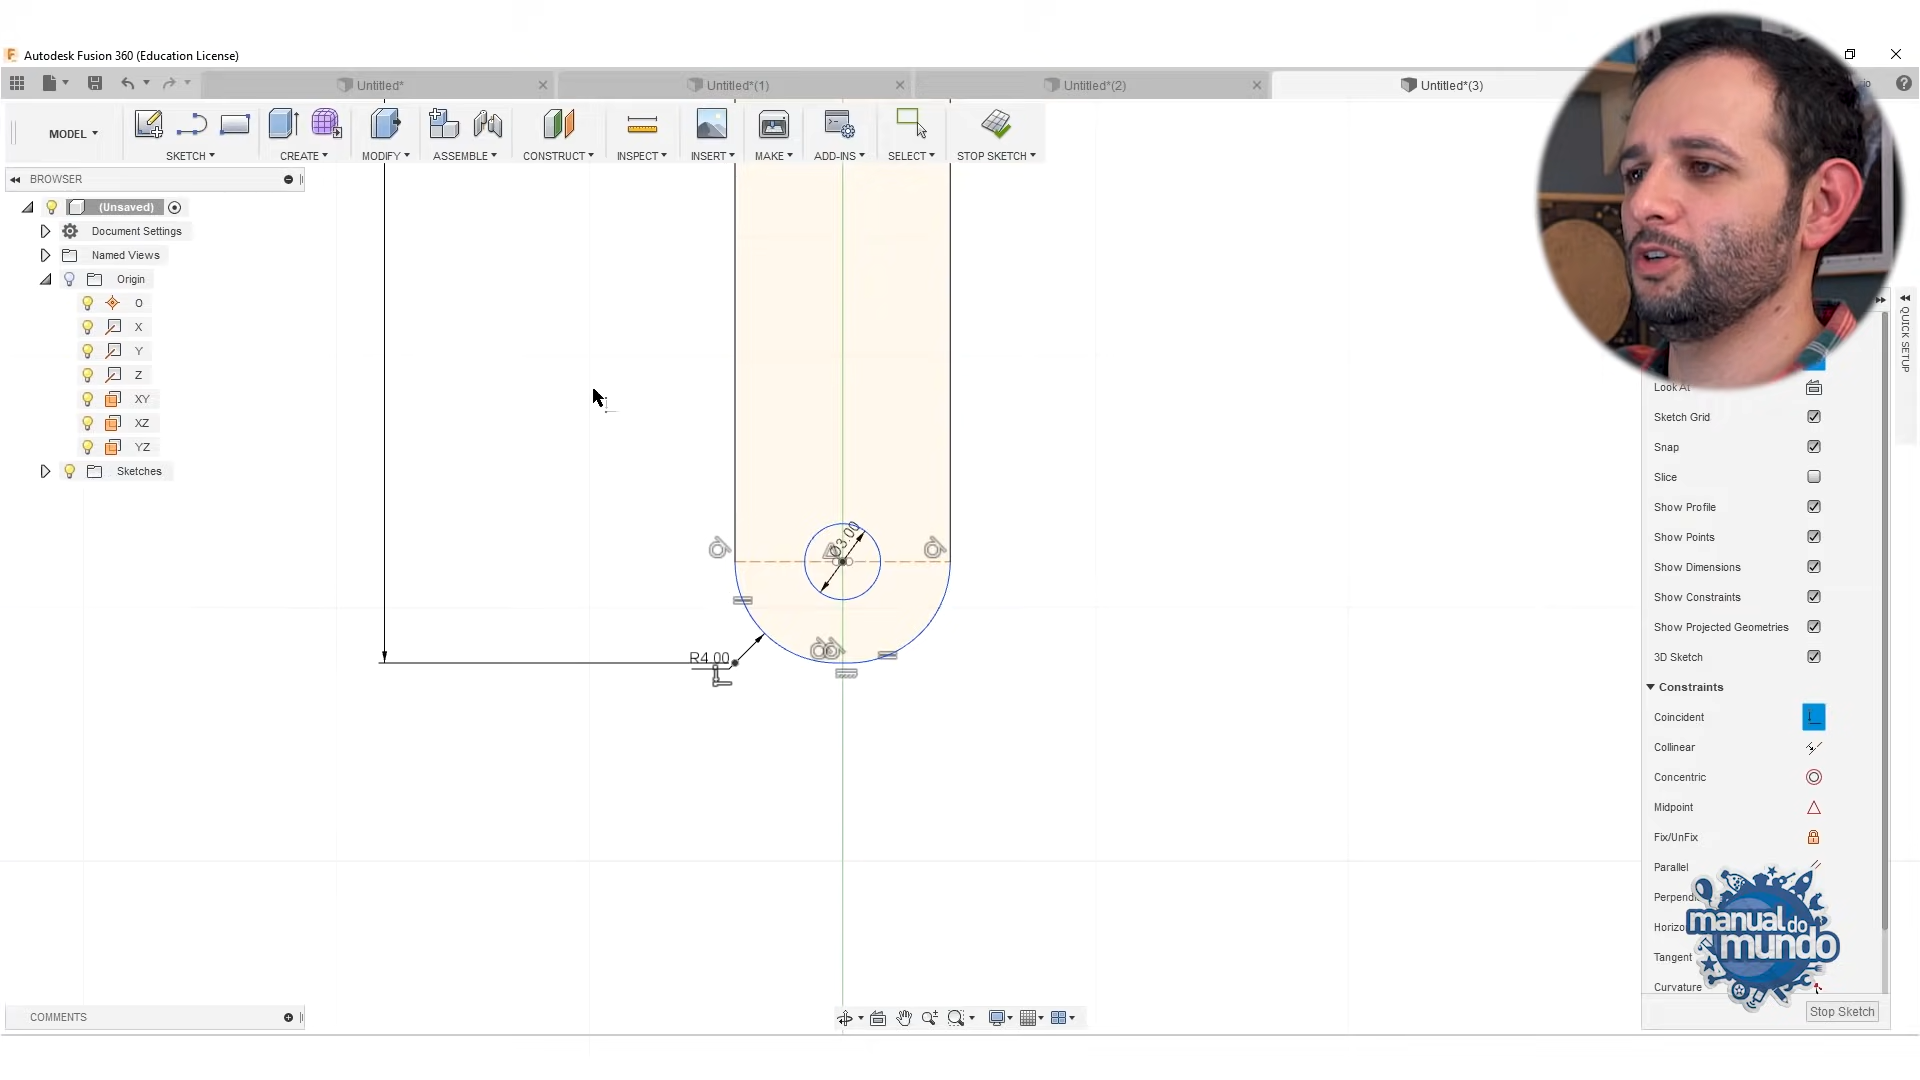 Autodesk Fusion 360 (Education License)
Untitled*
Untitled*(1)
Untitled*(2)
Untitled*(3)
MODEL
SKETCH
CREATE
MODIFY
ASSEMBLE
CONSTRUCT
INSPECT
INSERT
MAKE
ADD-INS
SELECT
STOP SKETCH
BROWSER
(Unsaved)
Document Settings
Named Views
Origin
O
X
Y
Z
XY
XZ
YZ
Sketches
Ø3.00
R4.00
QUICK SETUP
Look At
Sketch Grid
Snap
Slice
Show Profile
Show Points
Show Dimensions
Show Constraints
Show Projected Geometries
3D Sketch
Constraints
Coincident
Collinear
Concentric
Midpoint
Fix/UnFix
Parallel
Perpend
Horizo
Tangent
Curvature
manual do
mundo
Stop Sketch
COMMENTS